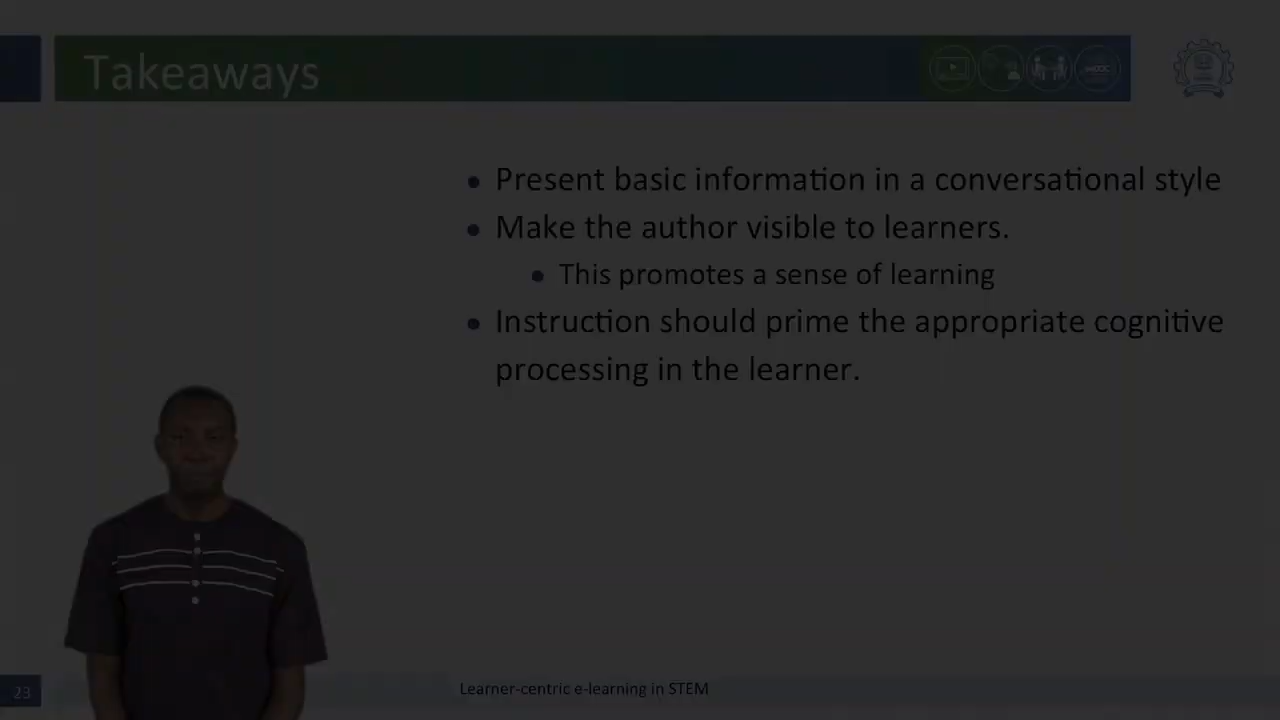 Takeaways
• Present basic information in a conversational style
• Make the author visible to learners.
• This promotes a sense of learning
• Instruction should prime the appropriate cognitive
processing in the learner.
23
Learner-centric e-learning in STEM